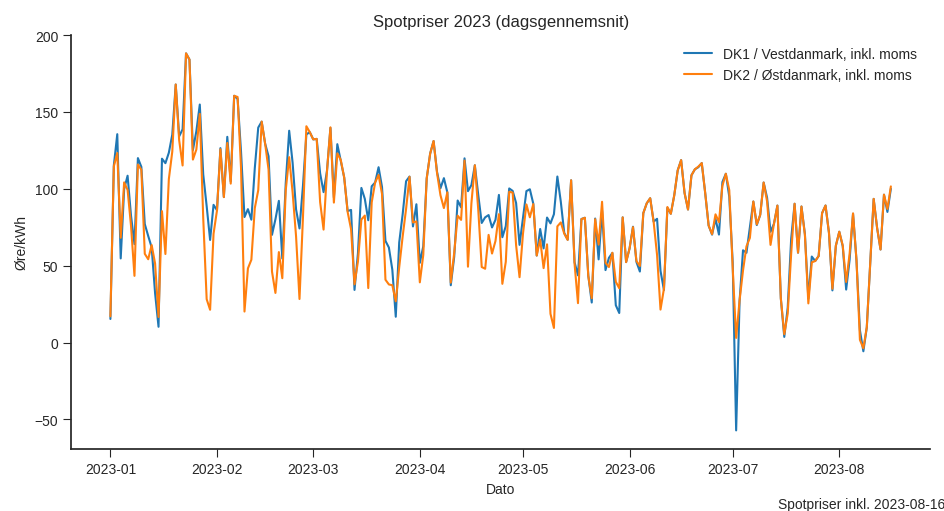 Spotpriser 2023 (dagsgennemsnit)
DK1 / Vestdanmark, inkl. moms
DK2 / Østdanmark, inkl. moms
Øre/kWh
200
150
100
50
0
−50
2023-01 2023-02 2023-03 2023-04 2023-05 2023-06 2023-07 2023-08
Dato
Spotpriser inkl. 2023-08-16